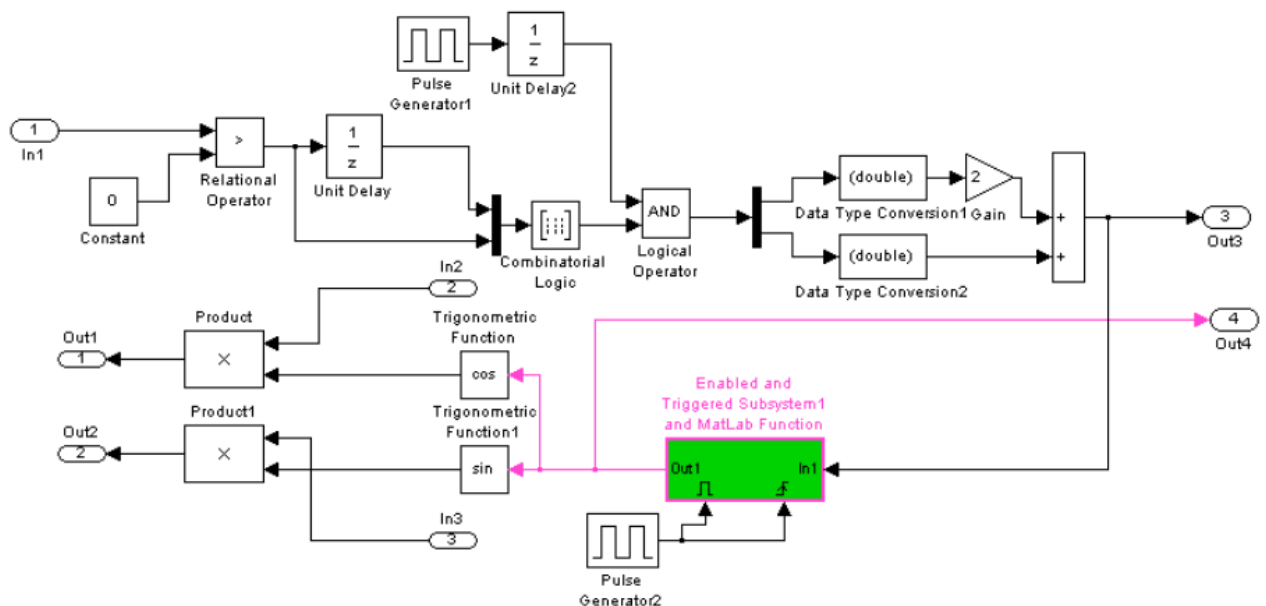 1
z
Pulse
Generator1
Unit Delay2
1
In1
>
Relational
Operator
1
z
Unit Delay
0
Constant
Combinatorial
Logic
AND
Logical
Operator
(double)
Data Type Conversion1
2
Gain
(double)
Data Type Conversion2
+
+
3
Out3
In2
2
4
Out4
Product
×
Out1
1
Trigonometric
Function
cos
Product1
×
Out2
2
Trigonometric
Function1
sin
In3
3
Enabled and
Triggered Subsystem1
and MatLab Function
Out1
In1
Pulse
Generator2